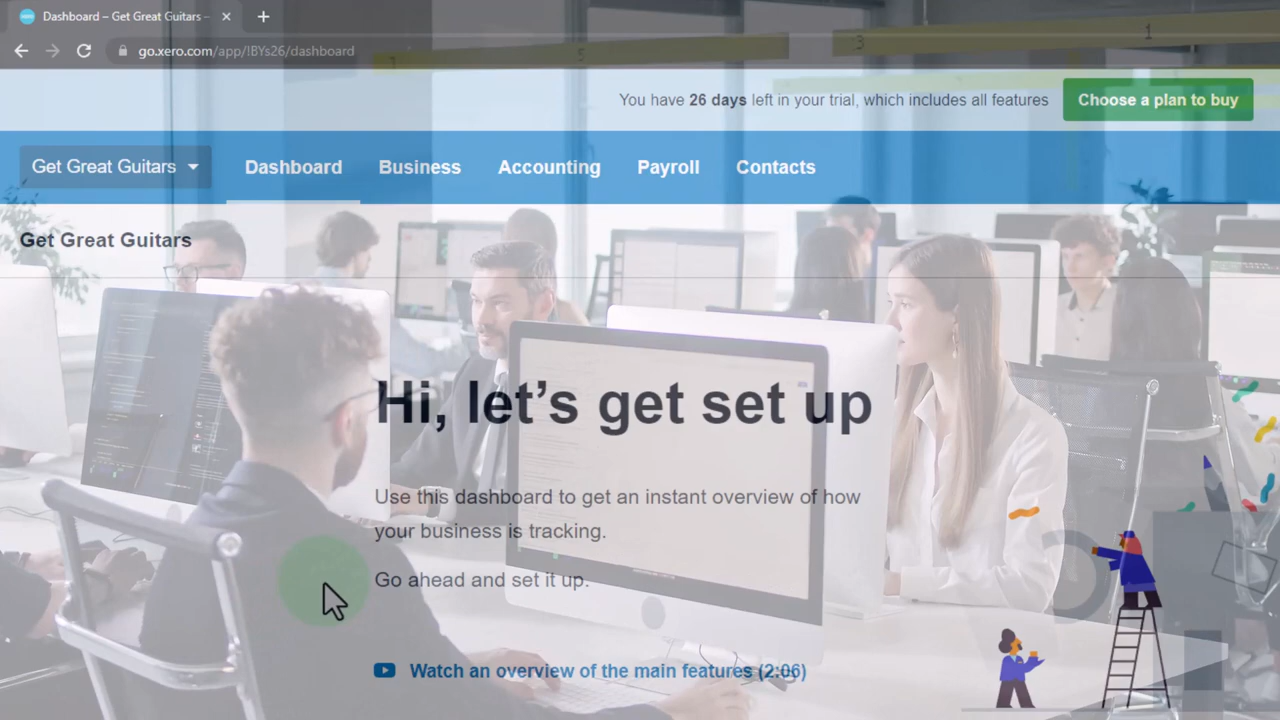 Dashboard – Get Great Guitars –
go.xero.com/app/!BYs26/dashboard
3
1
You have 26 days left in your trial, which includes all features
Choose a plan to buy
Get Great Guitars
Dashboard
Business
Accounting
Payroll
Contacts
Get Great Guitars
Hi, let’s get set up
Use this dashboard to get an instant overview of how
your business is tracking.
Go ahead and set it up.
Watch an overview of the main features (2:06)